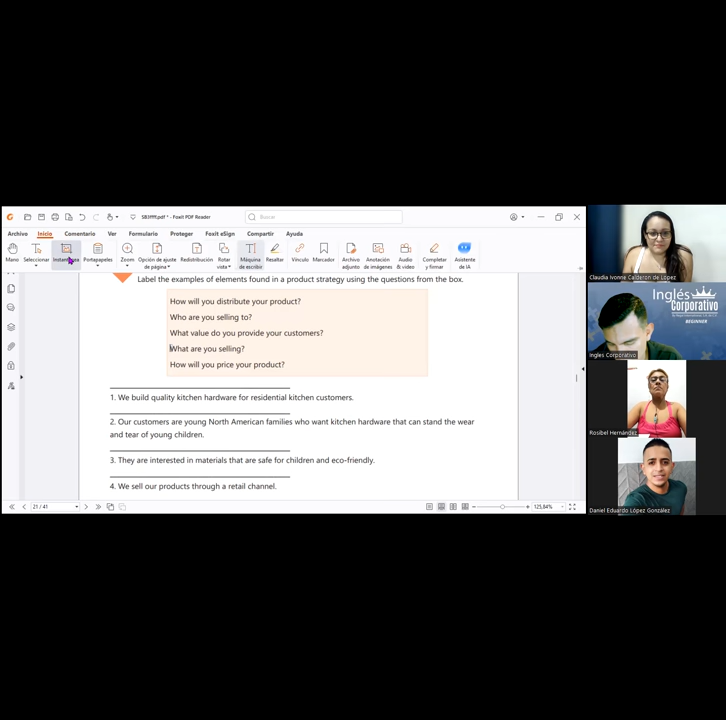 SB3ffff.pdf * - Foxit PDF Reader
Buscar
Archivo Inicio Comentario Ver Formulario Proteger Foxit eSign Compartir Ayuda
Mano Seleccionar Portapapeles Zoom Opción de ajuste de página Redistribución Rotar vista Máquina de escribir Resaltar Vínculo Marcador Archivo adjunto Anotación de imágenes Audio & vídeo Completar y firmar Asistente de IA
Label the examples of elements found in a product strategy using the questions from the box.
How will you distribute your product?
Who are you selling to?
What value do you provide your customers?
What are you selling?
How will you price your product?
1. We build quality kitchen hardware for residential kitchen customers.
2. Our customers are young North American families who want kitchen hardware that can stand the wear
and tear of young children.
3. They are interested in materials that are safe for children and eco-friendly.
4. We sell our products through a retail channel.
21 / 41
125,84%
Claudia Ivonne Calderon de López
Inglés
Corporativo
BEGINNER
Ingles Corporativo
Rosibel Hernández
Daniel Eduardo López González